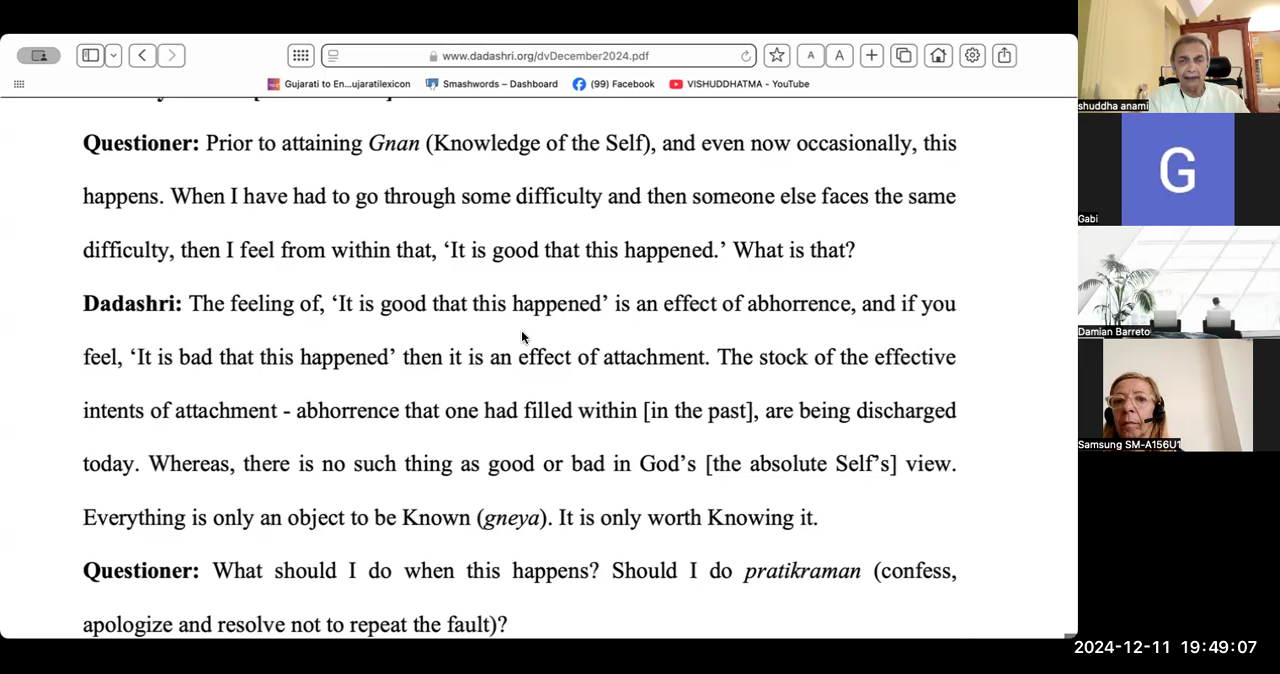 www.dadashri.org/dvDecember2024.pdf
A A
Gujarati to En...ujaratilexicon Smashwords – Dashboard (99) Facebook VISHUDDHATMA - YouTube
Questioner: Prior to attaining Gnan (Knowledge of the Self), and even now occasionally, this
happens. When I have had to go through some difficulty and then someone else faces the same
difficulty, then I feel from within that, ‘It is good that this happened.’ What is that?
Dadashri: The feeling of, ‘It is good that this happened’ is an effect of abhorrence, and if you
feel, ‘It is bad that this happened’ then it is an effect of attachment. The stock of the effective
intents of attachment - abhorrence that one had filled within [in the past], are being discharged
today. Whereas, there is no such thing as good or bad in God’s [the absolute Self’s] view.
Everything is only an object to be Known (gneya). It is only worth Knowing it.
Questioner: What should I do when this happens? Should I do pratikraman (confess,
apologize and resolve not to repeat the fault)?
shuddha anami
G
Gabi
Damian Barreto
Samsung SM-A156U1
2024-12-11 19:49:07